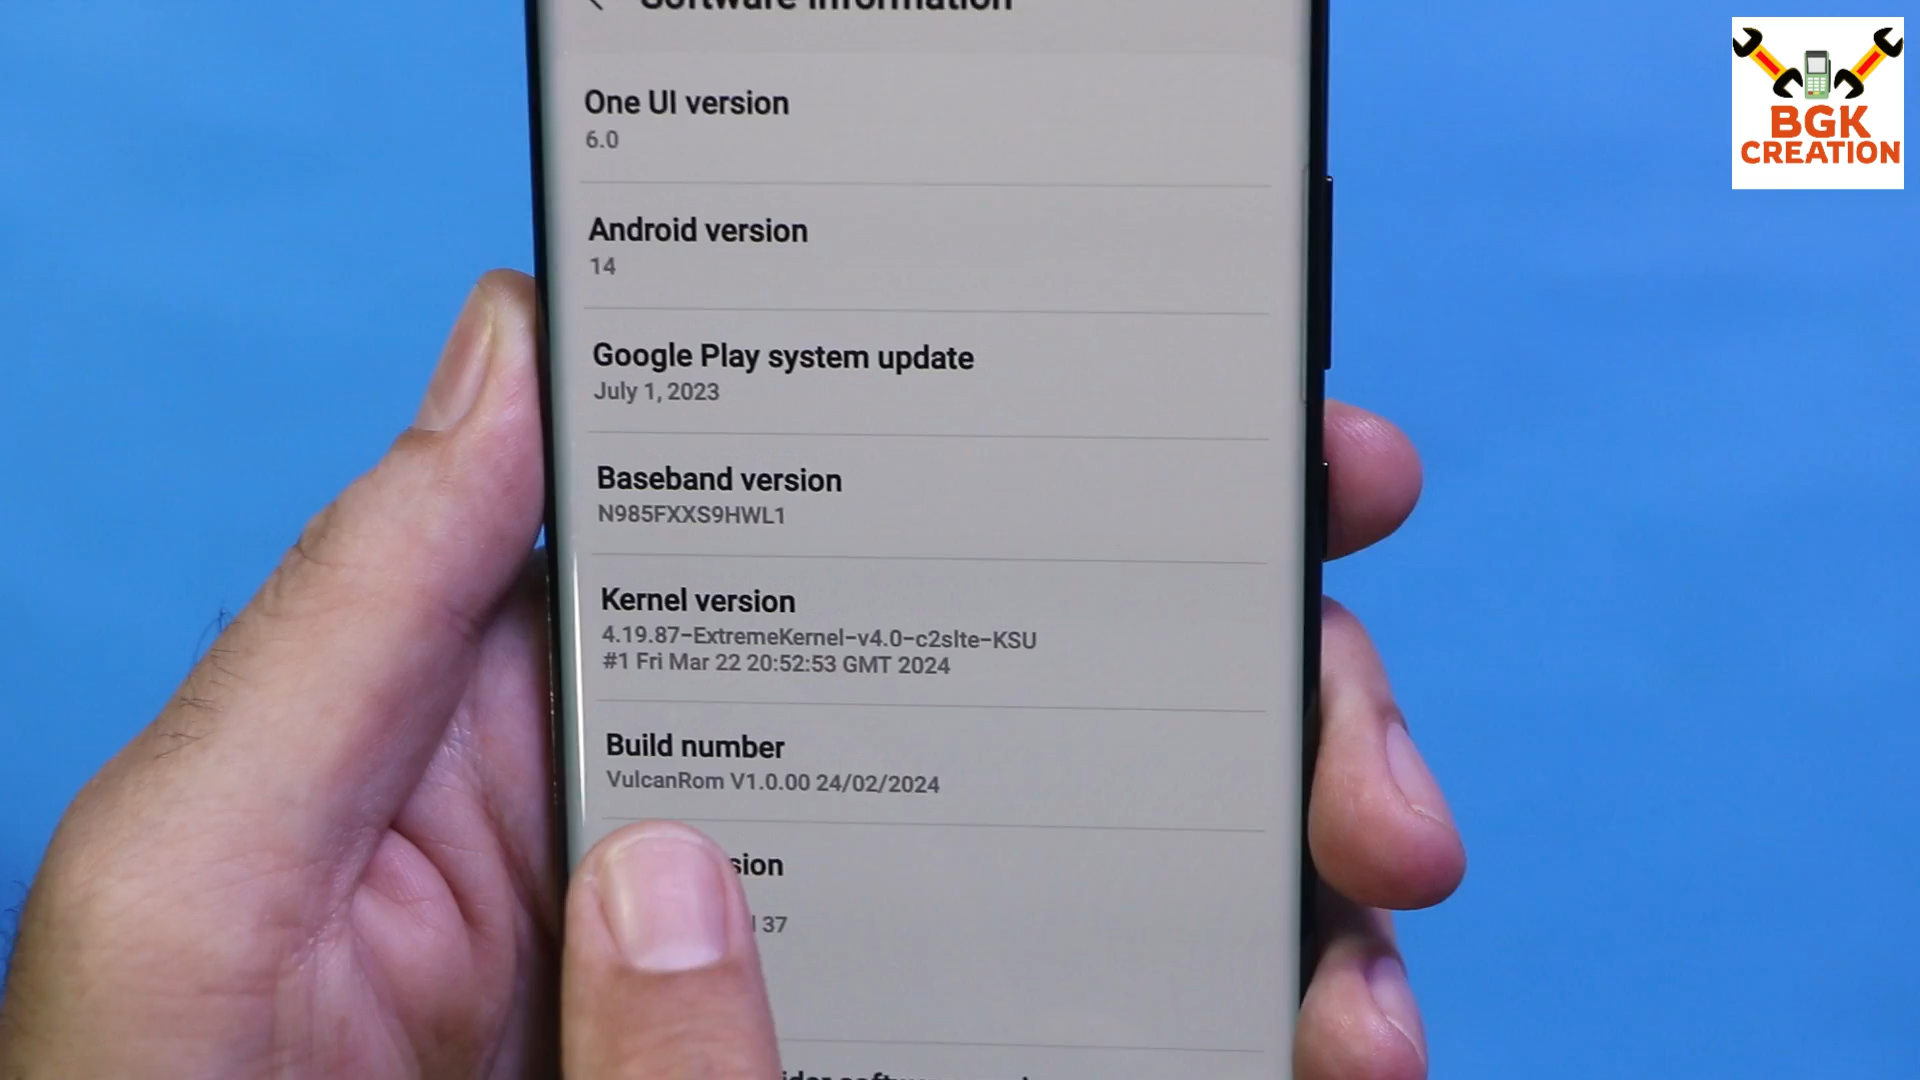 Software information
One UI version
6.0
Android version
14
Google Play system update
July 1, 2023
Baseband version
N985FXXS9HWL1
Kernel version
4.19.87-ExtremeKernel-v4.0-c2slte-KSU
#1 Fri Mar 22 20:52:53 GMT 2024
Build number
VulcanRom V1.0.00 24/02/2024
37
BGK
CREATION